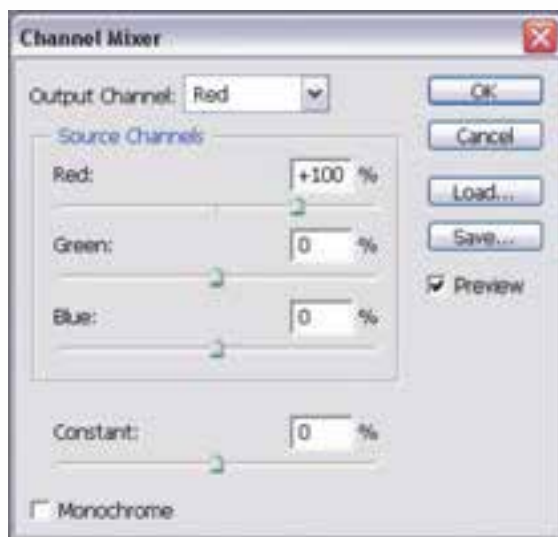 Channel Mixer
Output Channel: Red
OK
Source Channels
Cancel
Red: +100 %
Load...
Green: 0 %
Save...
Preview
Blue: 0 %
Constant: 0 %
Monochrome